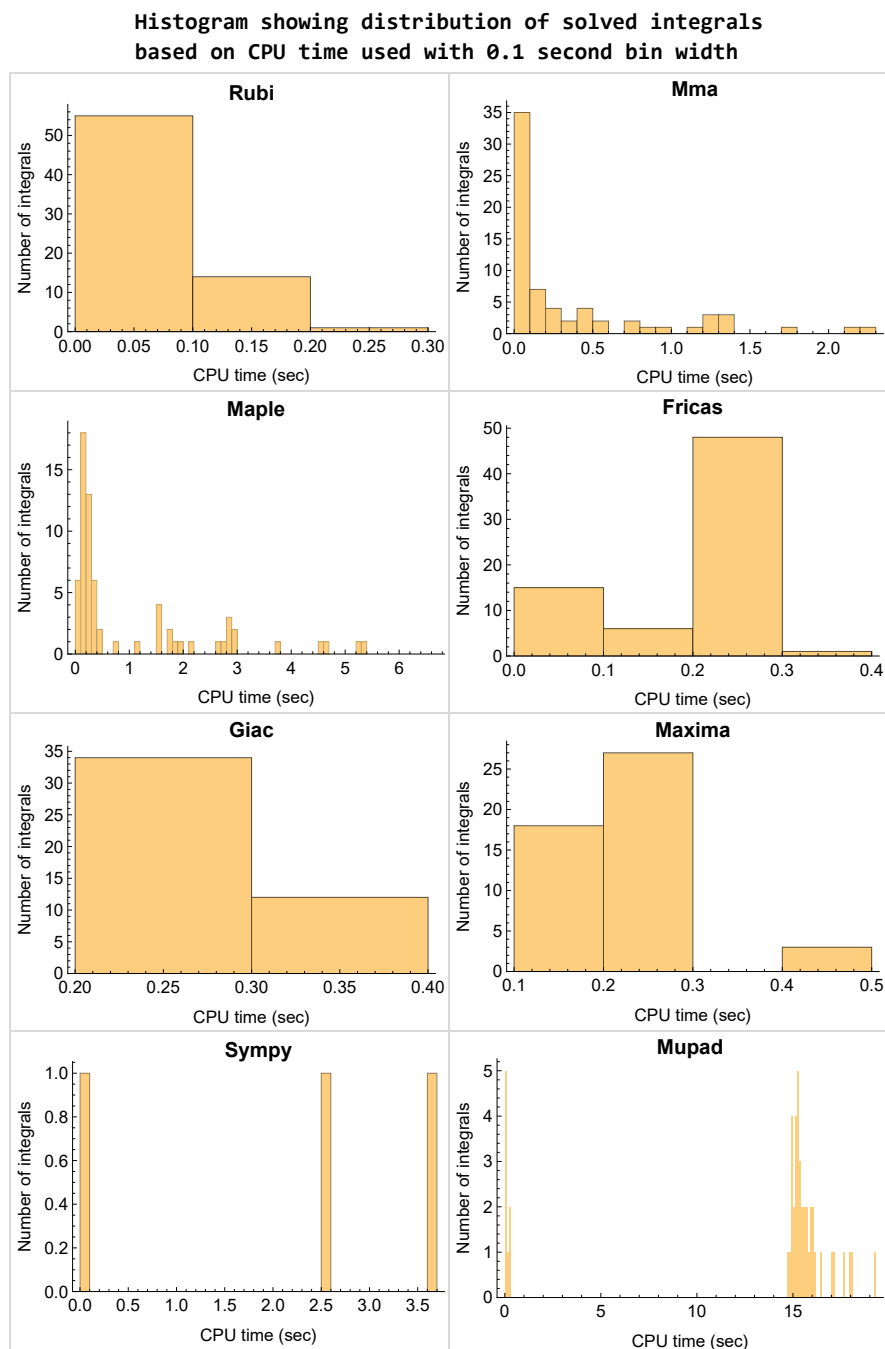 Histogram showing distribution of solved integrals
based on CPU time used with 0.1 second bin width
Rubi
Number of integrals
50
40
30
20
10
0
0.00 0.05 0.10 0.15 0.20 0.25 0.30
CPU time (sec)
Mma
Number of integrals
35
30
25
20
15
10
5
0
0.0 0.5 1.0 1.5 2.0
CPU time (sec)
Maple
Number of integrals
15
10
5
0
0 1 2 3 4 5 6
CPU time (sec)
Fricas
Number of integrals
50
40
30
20
10
0
0.0 0.1 0.2 0.3 0.4
CPU time (sec)
Giac
Number of integrals
35
30
25
20
15
10
5
0
0.20 0.25 0.30 0.35 0.40
CPU time (sec)
Maxima
Number of integrals
25
20
15
10
5
0
0.1 0.2 0.3 0.4 0.5
CPU time (sec)
Sympy
Number of integrals
1.0
0.8
0.6
0.4
0.2
0.0
0.0 0.5 1.0 1.5 2.0 2.5 3.0 3.5
CPU time (sec)
Mupad
Number of integrals
5
4
3
2
1
0
0 5 10 15
CPU time (sec)